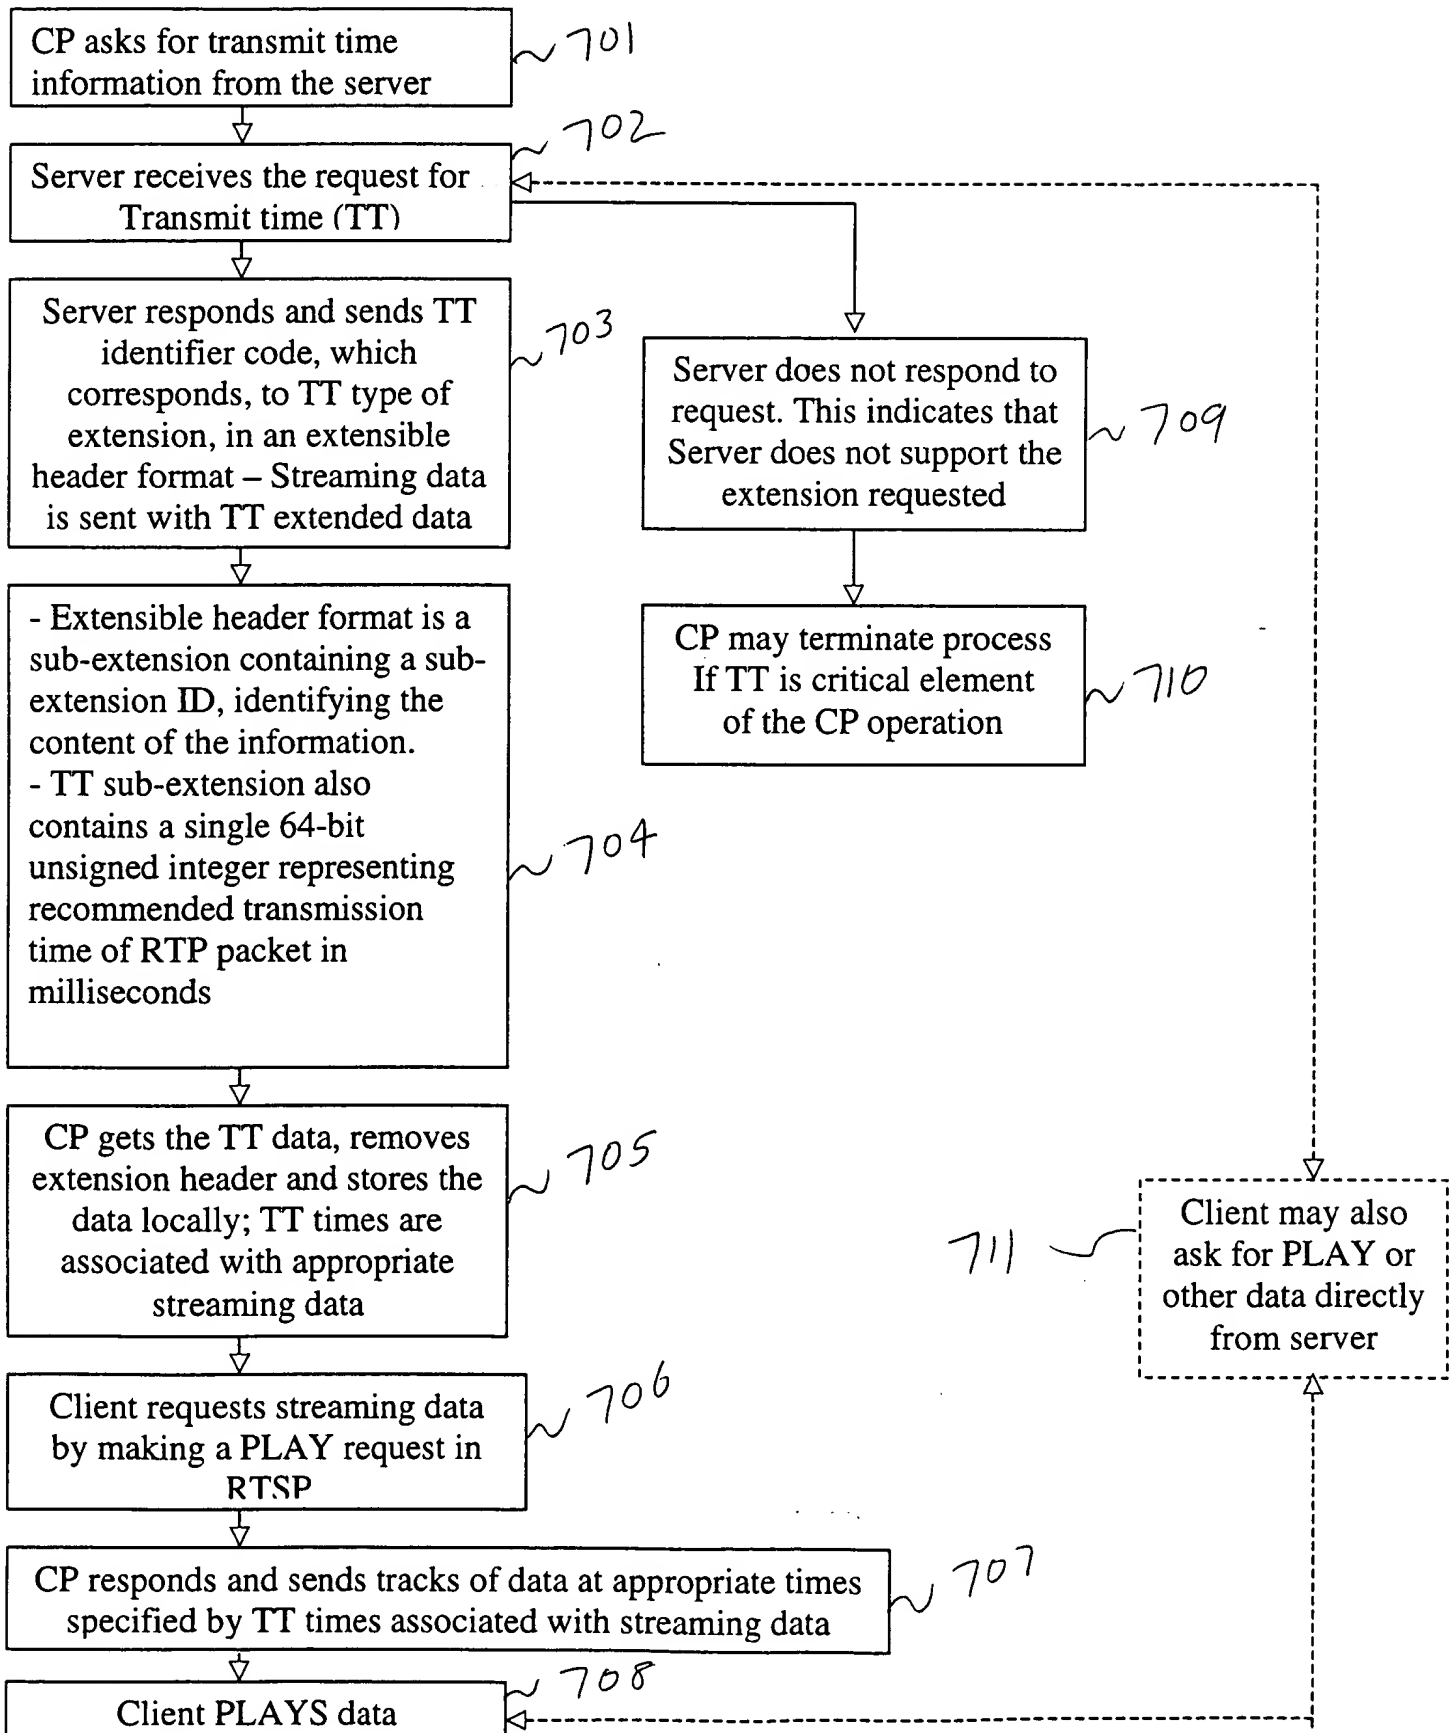 CP asks for transmit time
information from the server
701
702
Server receives the request for
Transmit time (TT)
Server responds and sends TT
identifier code, which
corresponds, to TT type of
extension, in an extensible
header format – Streaming data
is sent with TT extended data
703
Server does not respond to
request. This indicates that
Server does not support the
extension requested
709
- Extensible header format is a
sub-extension containing a sub-
extension ID, identifying the
content of the information.
- TT sub-extension also
contains a single 64-bit
unsigned integer representing
recommended transmission
time of RTP packet in
milliseconds
704
CP may terminate process
If TT is critical element
of the CP operation
710
CP gets the TT data, removes
extension header and stores the
data locally; TT times are
associated with appropriate
streaming data
705
711
Client may also
ask for PLAY or
other data directly
from server
Client requests streaming data
by making a PLAY request in
RTSP
706
CP responds and sends tracks of data at appropriate times
specified by TT times associated with streaming data
707
708
Client PLAYS data